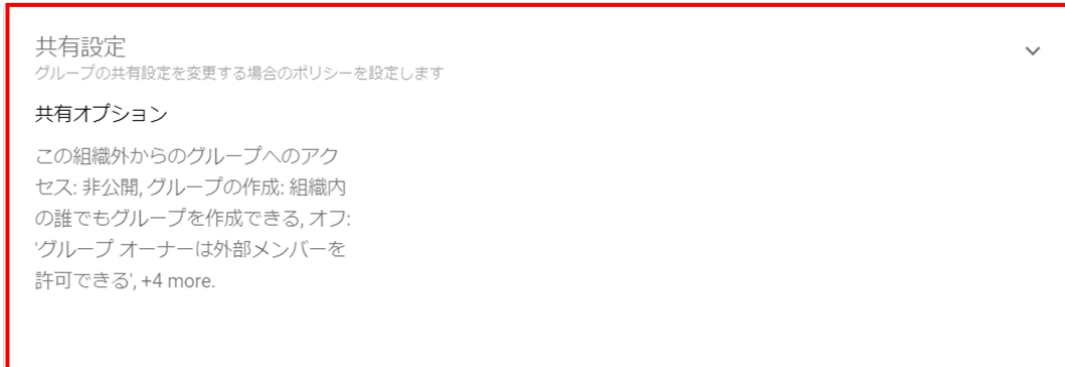 共有設定
グループの共有設定を変更する場合のポリシーを設定します
共有オプション
この組織外からのグループへのアク
セス: 非公開, グループの作成: 組織内
の誰でもグループを作成できる, オフ:
'グループ オーナーは外部メンバーを
許可できる', +4 more.